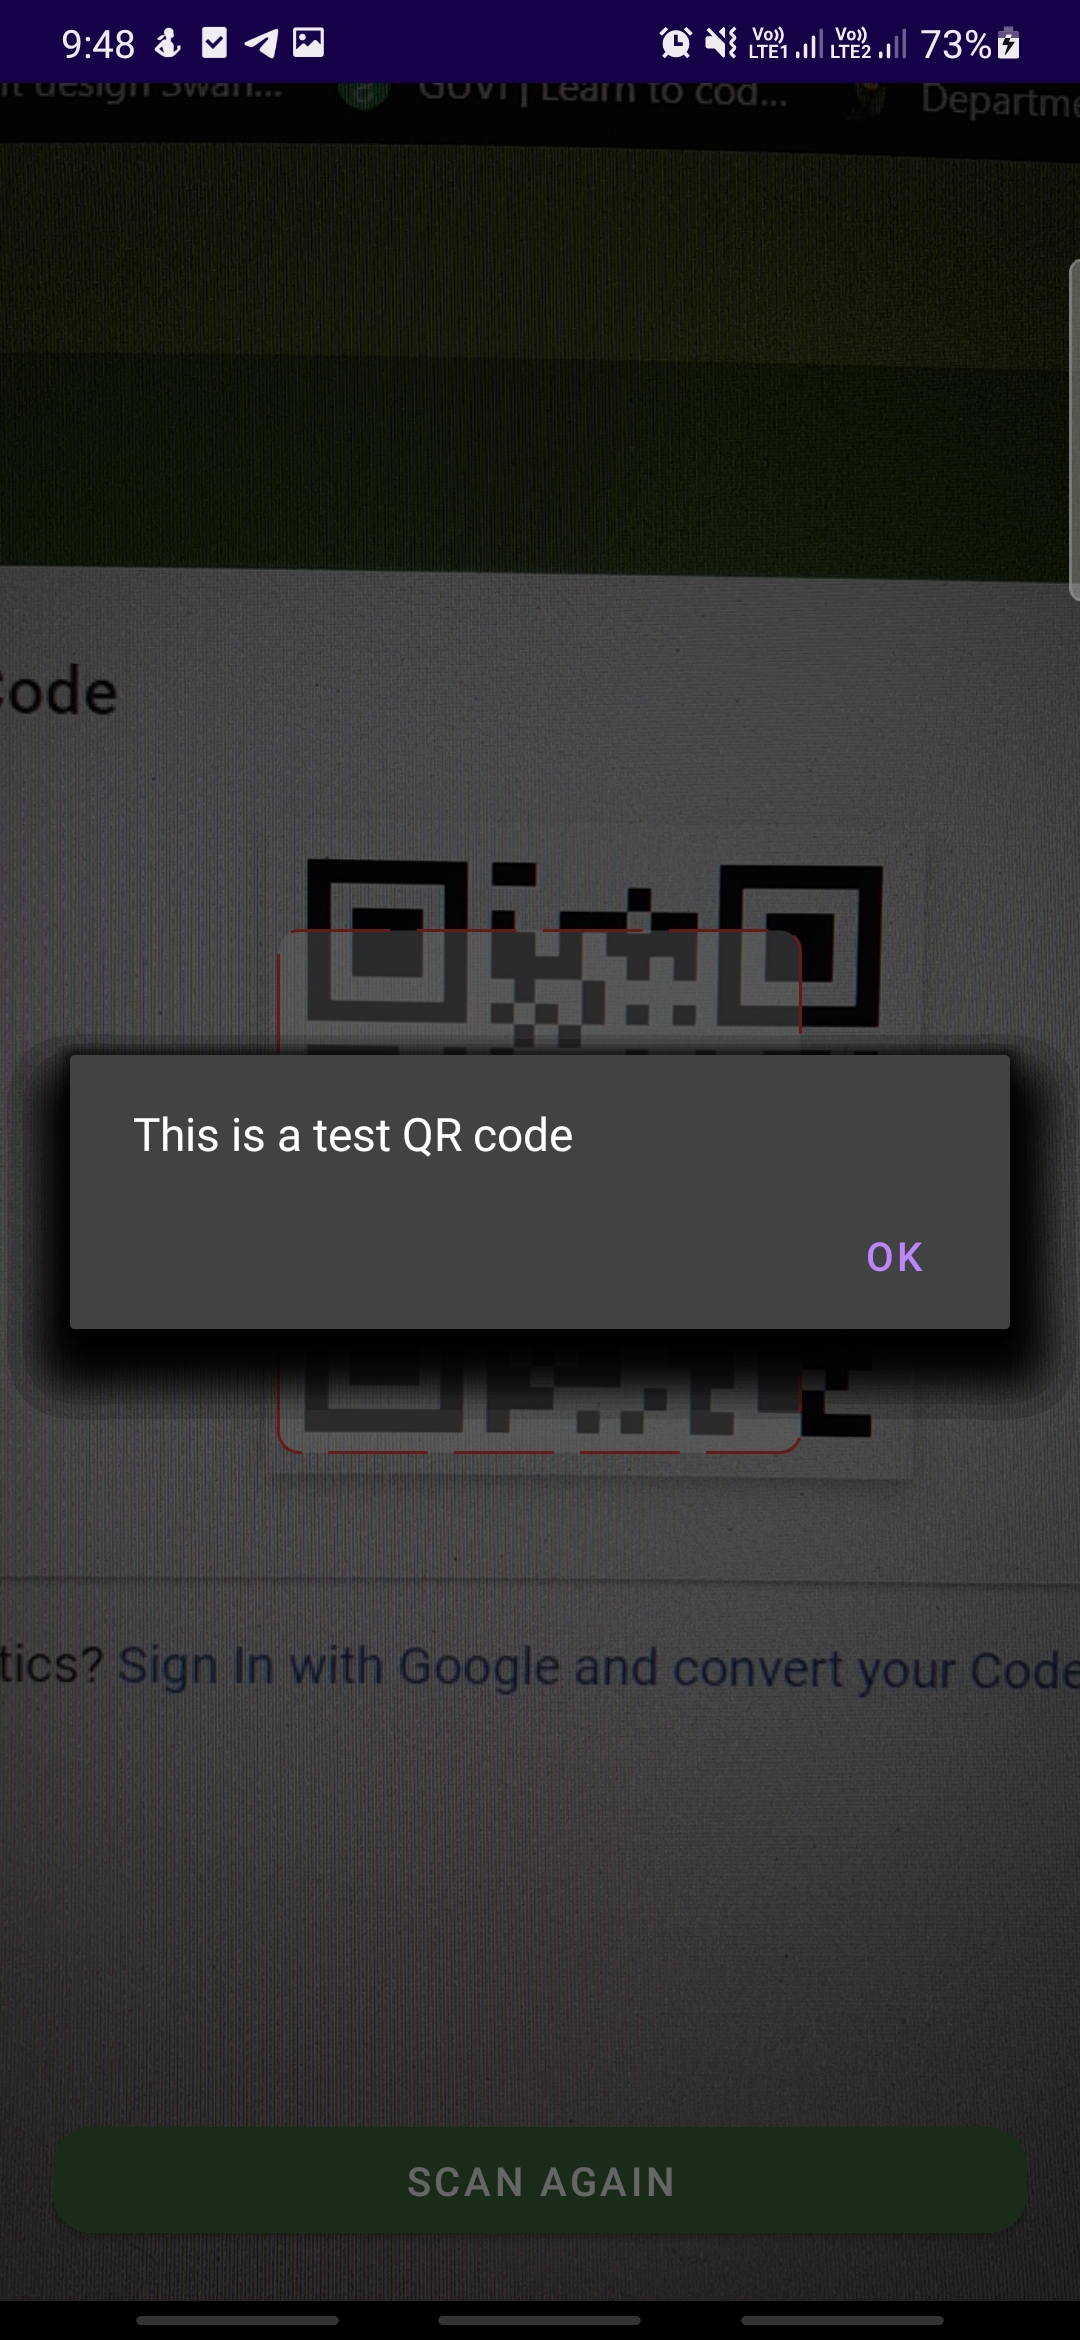 9:48 Vo)) LTE1 Vo)) LTE2 73%
design Swan...
GUVI | Learn to cod...
Departme
Code
This is a test QR code
OK
tics? Sign In with Google and convert your Code
SCAN AGAIN